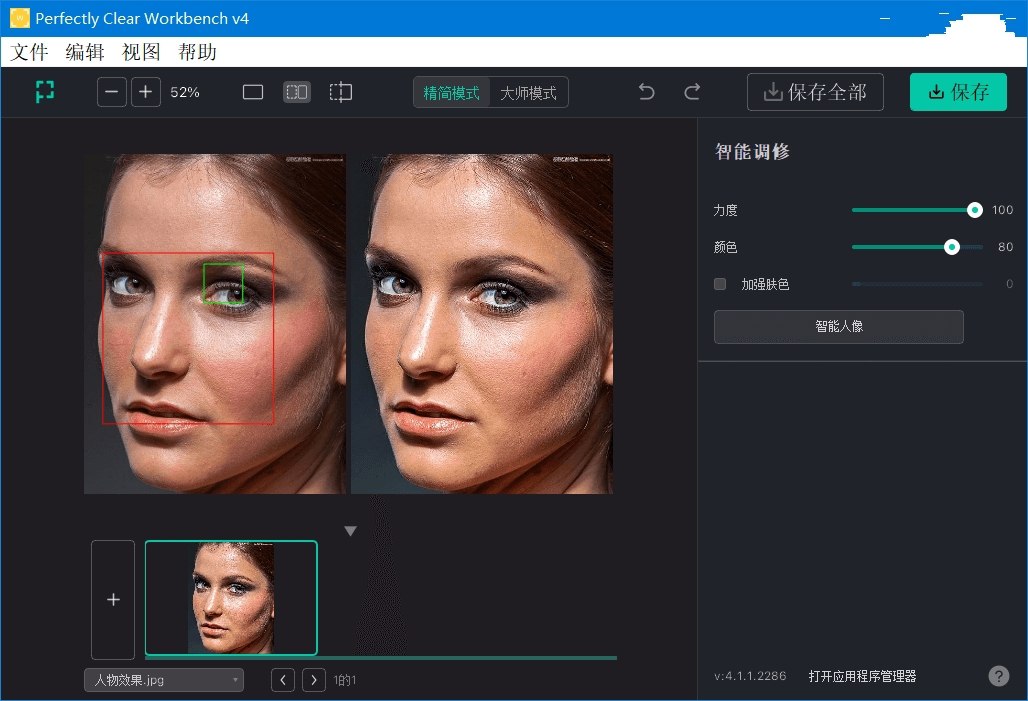 Perfectly Clear Workbench v4
文件 编辑 视图 帮助
52%
精简模式 大师模式
保存全部
保存
智能调修
力度 100
颜色 80
加强肤色 0
智能人像
人物效果.jpg
1的1
v:4.1.1.2286 打开应用程序管理器
?